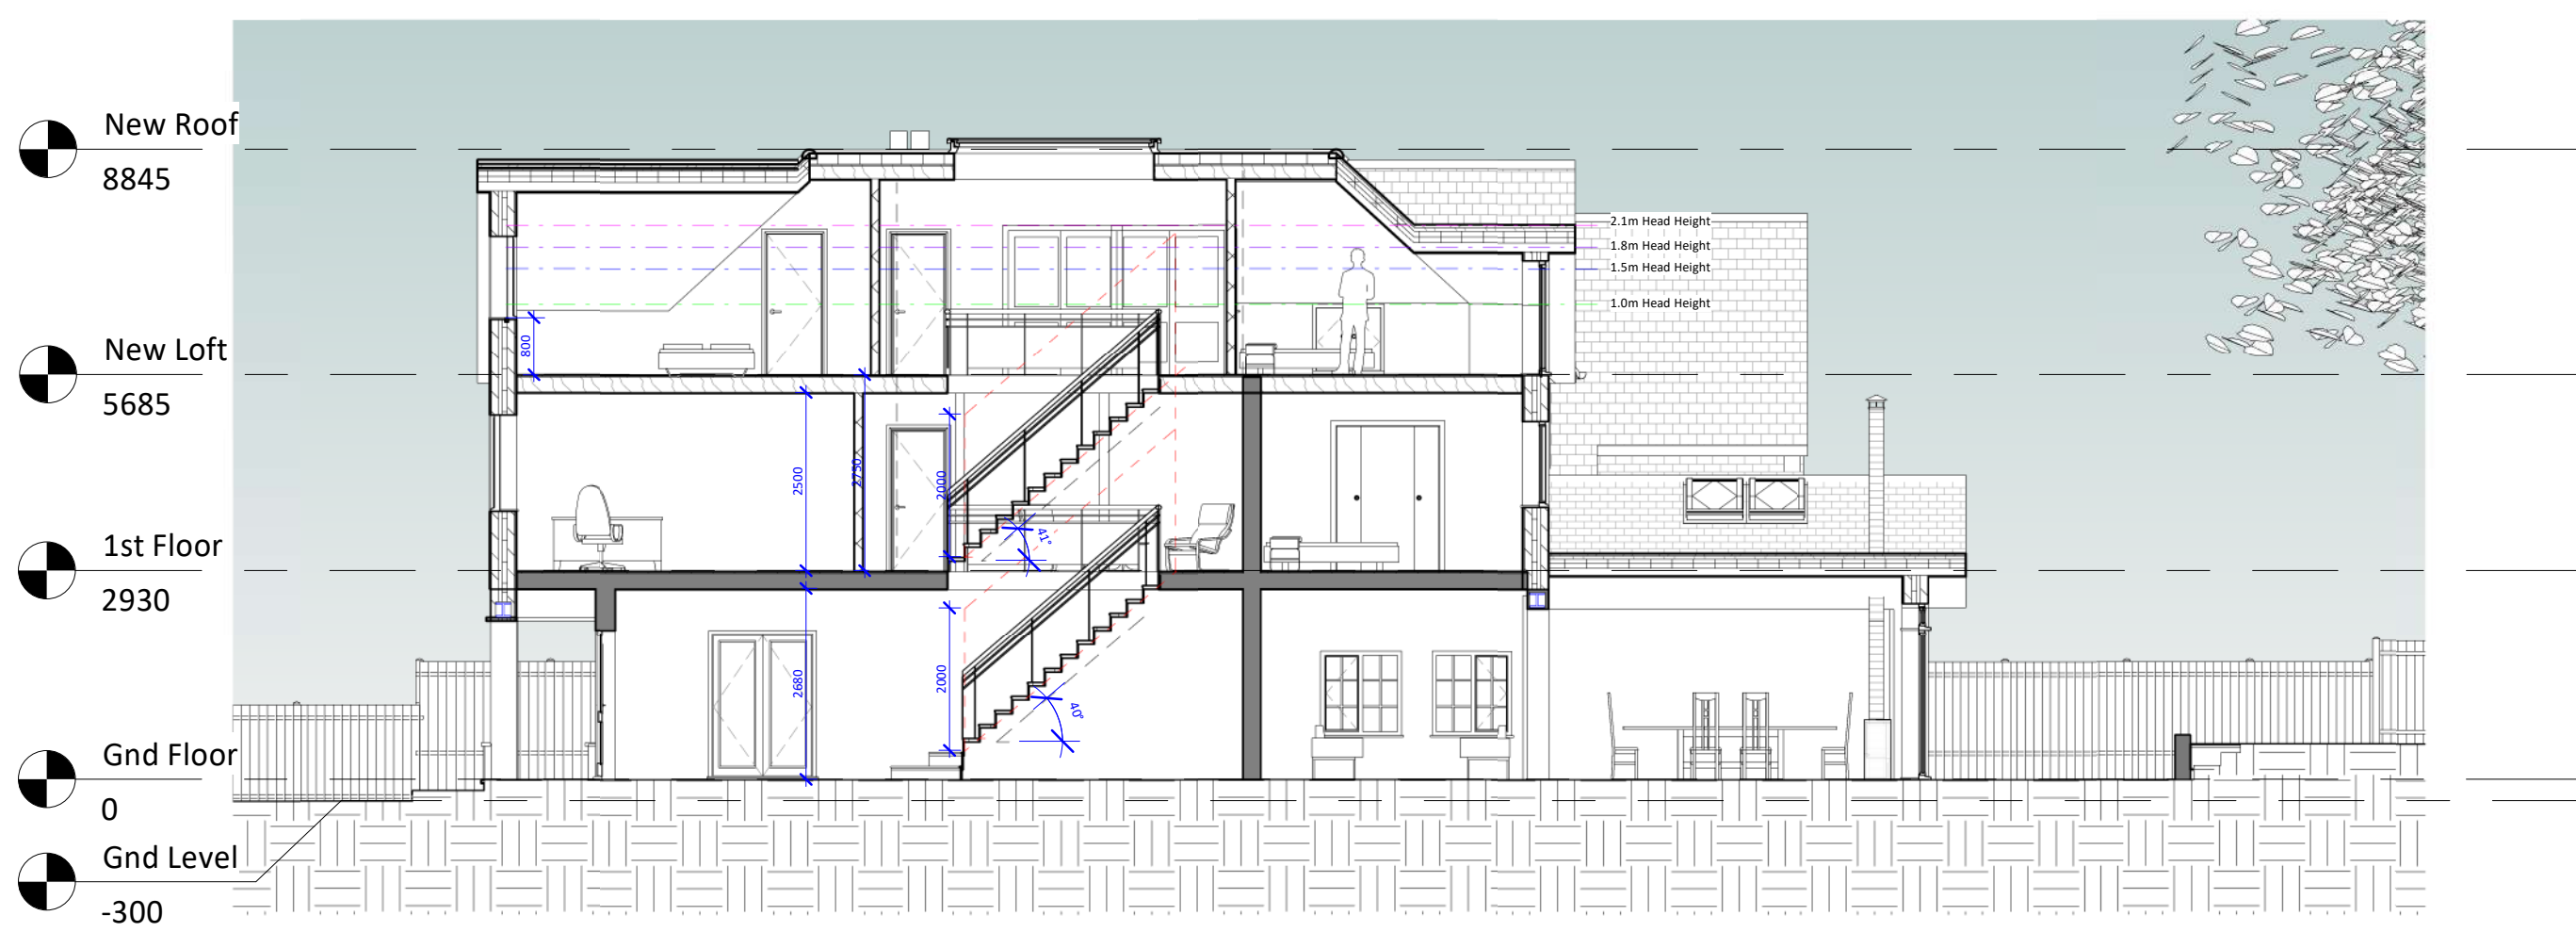 New Roof
8845
2.1m Head Height
1.8m Head Height
1.5m Head Height
1.0m Head Height
800
New Loft
5685
2500
2750
2000
41°
1st Floor
2930
2680
2000
40°
Gnd Floor
0
Gnd Level
-300